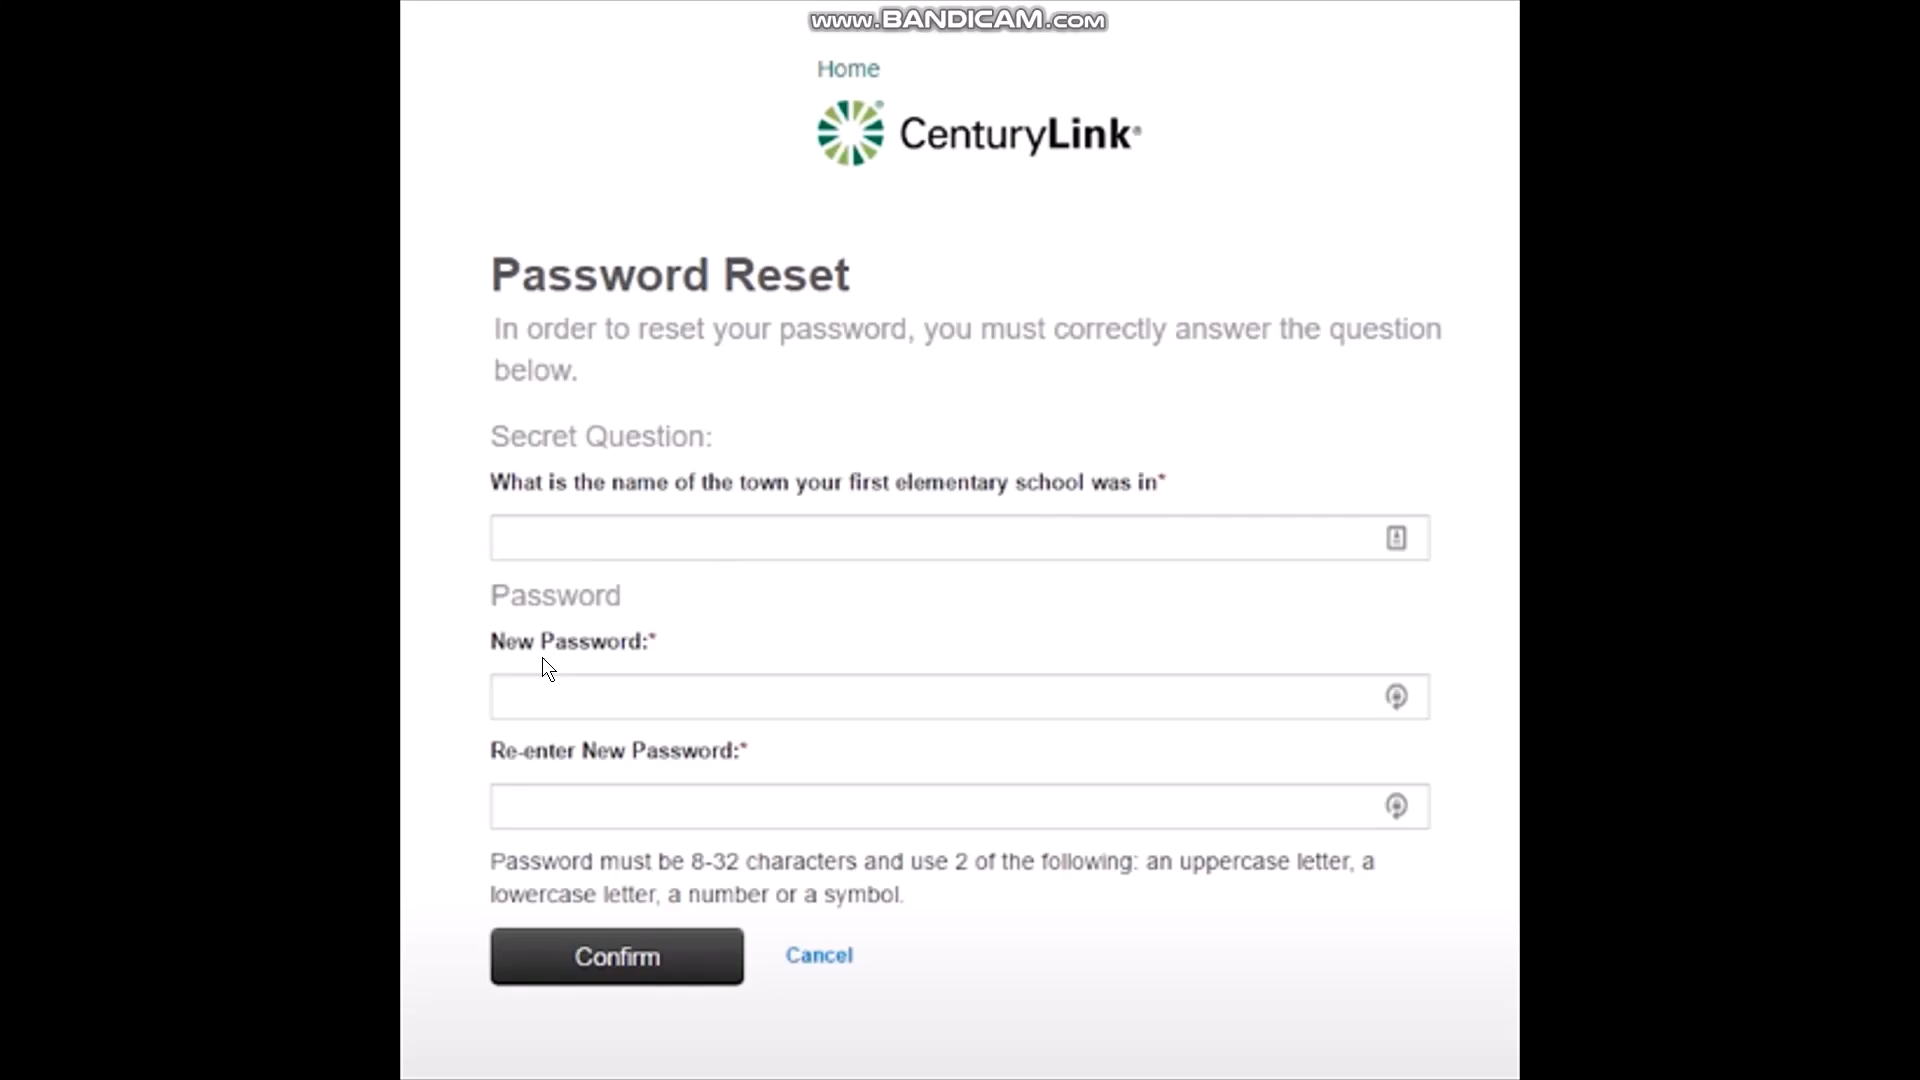 www.BANDICAM.com
Home
CenturyLink®
Password Reset
In order to reset your password, you must correctly answer the question
below.
Secret Question:
What is the name of the town your first elementary school was in*
Password
New Password:*
Re-enter New Password:*
Password must be 8-32 characters and use 2 of the following: an uppercase letter, a
lowercase letter, a number or a symbol.
Confirm Cancel